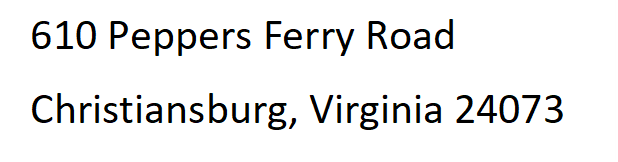 610 Peppers Ferry Road
Christiansburg, Virginia 24073